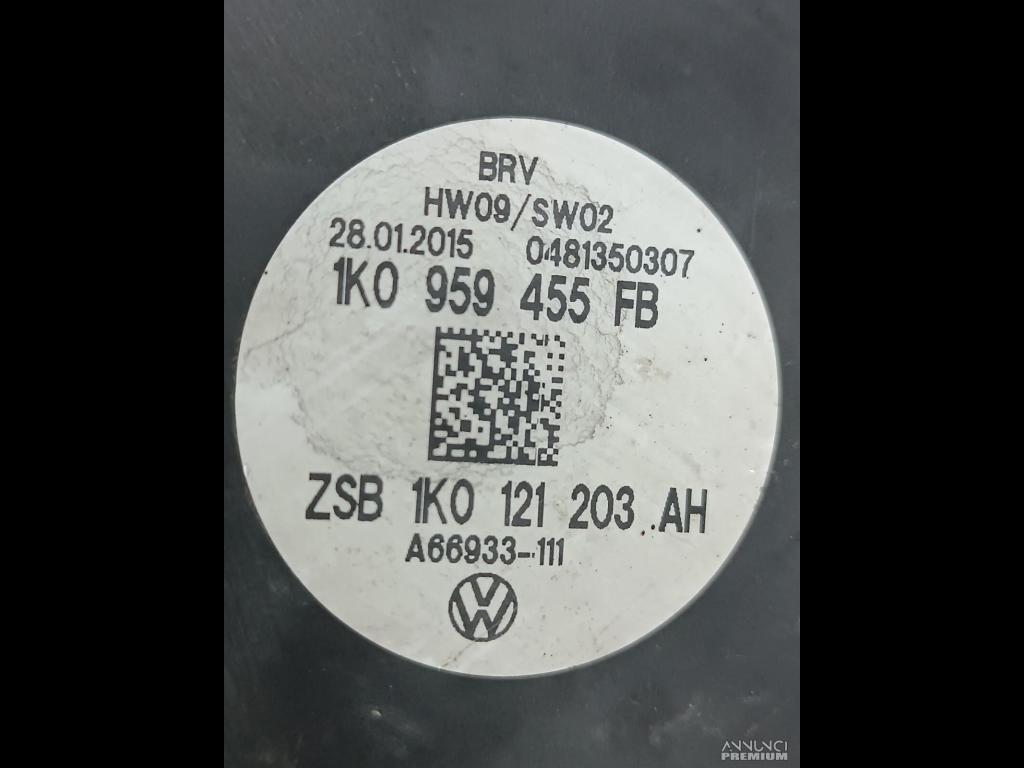 BRV
HW09/SW02
28.01.2015 0481350307
1K0 959 455 FB
ZSB 1K0 121 203 AH
A66933-111
ANNUNCI
PREMIUM